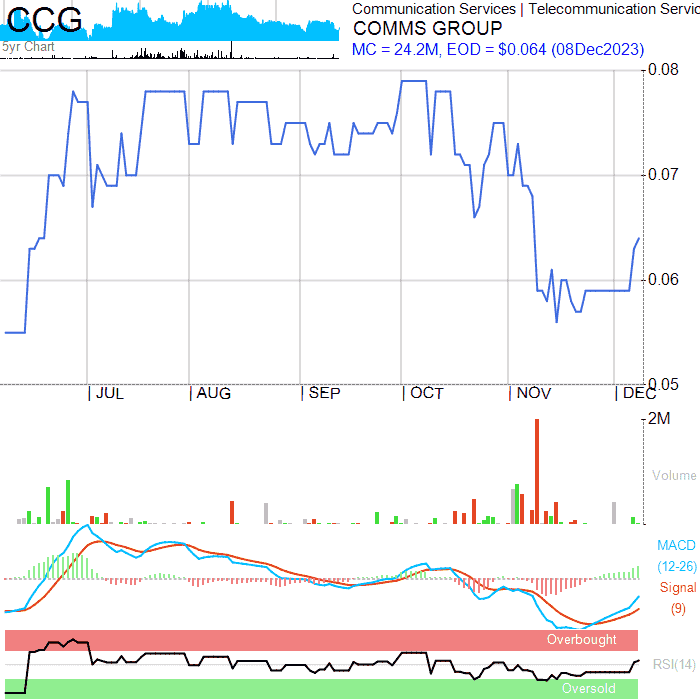 CCG
5yr Chart
Communication Services | Telecommunication Servic
COMMS GROUP
MC = 24.2M, EOD = $0.064 (08Dec2023)
0.08
0.07
0.06
0.05
JUL
AUG
SEP
OCT
NOV
DEC
2M
Volume
MACD
(12-26)
Signal
(9)
Overbought
RSI(14)
Oversold